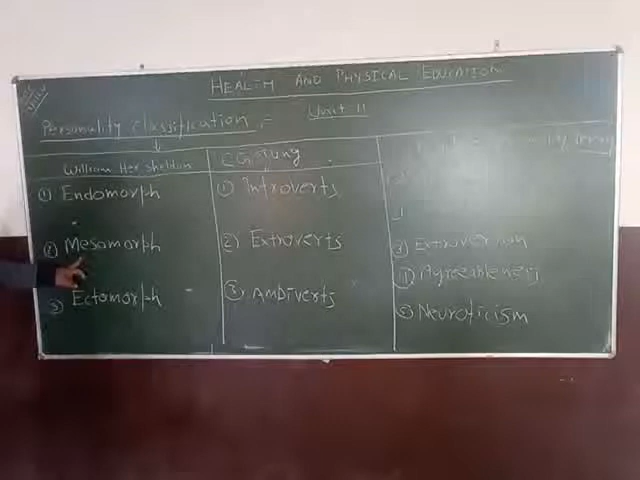 HEALTH AND PHYSICAL EDUCATION
Unit - 11
Personality classification =
William Her Sheldon
① Endomorph
② Mesomorph
③ Ectomorph
C G Jung
① Introverts
② Extroverts
③ Ambiverts
③ Extroversion
④ Agreeableness
⑤ Neuroticism